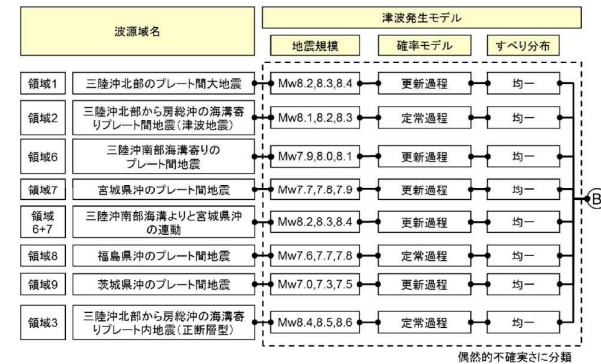 波源域名
津波発生モデル
地震規模 確率モデル すべり分布
領域1 三陸沖北部のプレート間大地震 Mw8.2,8.3,8.4 更新過程 均一
領域2 三陸沖北部から房総沖の海溝寄
りプレート間地震(津波地震) Mw8.1,8.2,8.3 定常過程 均一
領域6 三陸沖南部海溝寄りの
プレート間地震 Mw7.9,8.0,8.1 更新過程 均一
領域7 宮城県沖のプレート間地震 Mw7.7,7.8,7.9 更新過程 均一
領域
6+7 三陸沖南部海溝よりと宮城県沖
の連動 Mw8.2,8.3,8.4 更新過程 均一
領域8 福島県沖のプレート間地震 Mw7.6,7.7,7.8 定常過程 均一
領域9 茨城県沖のプレート間地震 Mw7.0,7.3,7.5 更新過程 均一
領域3 三陸沖北部から房総沖の海溝寄
りプレート内地震(正断層型) Mw8.4,8.5,8.6 定常過程 均一
B
偶然的不確実さに分類